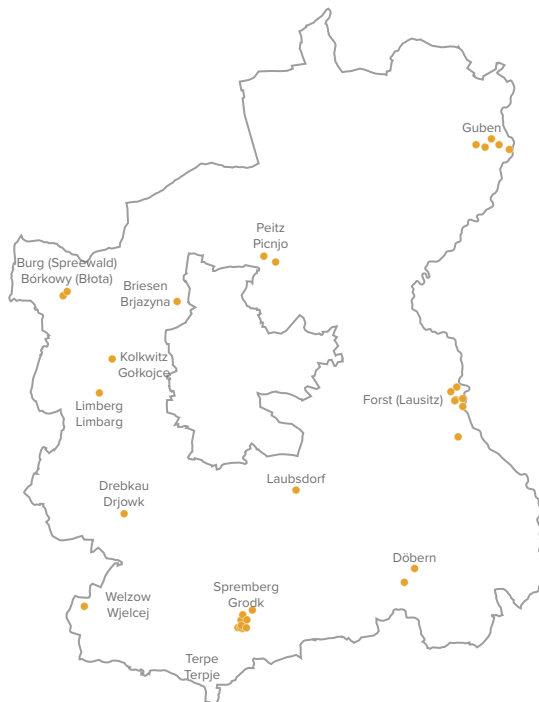 Guben
Peitz
Picnjo
Burg (Spreewald)
Bórkowy (Błota)
Briesen
Brjazyna
Kolkwitz
Gołkojce
Limberg
Limbarg
Forst (Lausitz)
Laubsdorf
Drebkau
Drjowk
Döbern
Spremberg
Grodk
Welzow
Wjelcej
Terpe
Terpje